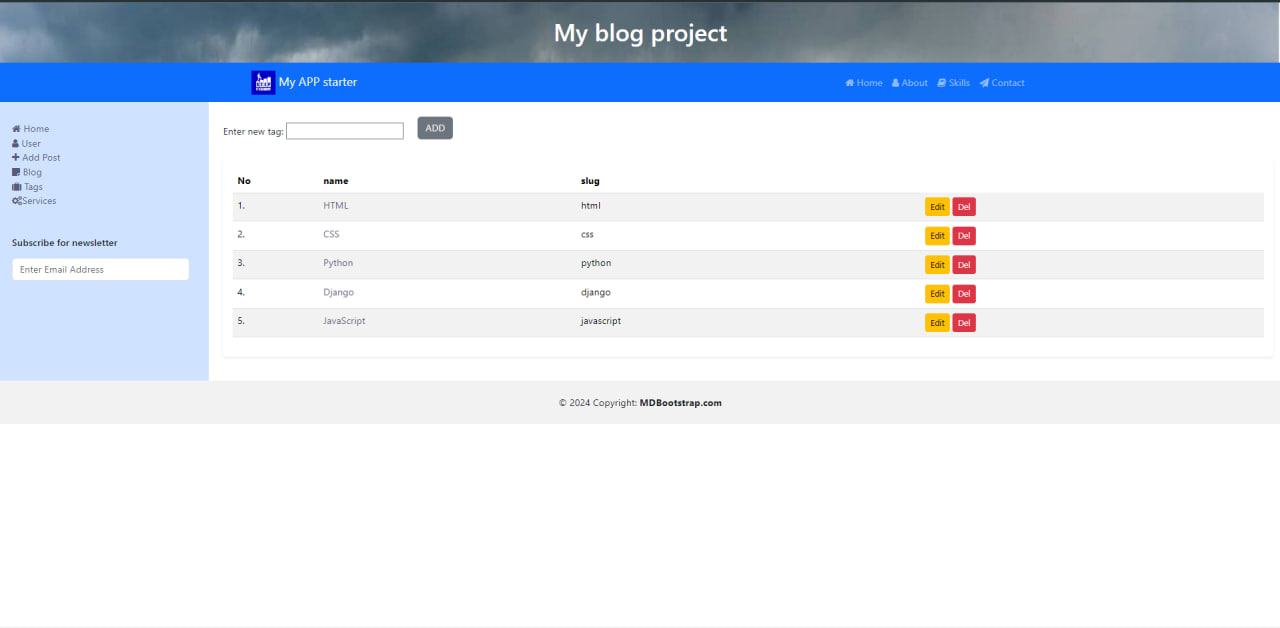 My blog project
My APP starter
Home About Skills Contact
Home
User
Add Post
Blog
Tags
Services
Subscribe for newsletter
Enter Email Address
Enter new tag: ADD
No name slug
1. HTML html Edit Del
2. CSS css Edit Del
3. Python python Edit Del
4. Django django Edit Del
5. JavaScript javascript Edit Del
© 2024 Copyright: MDBootstrap.com